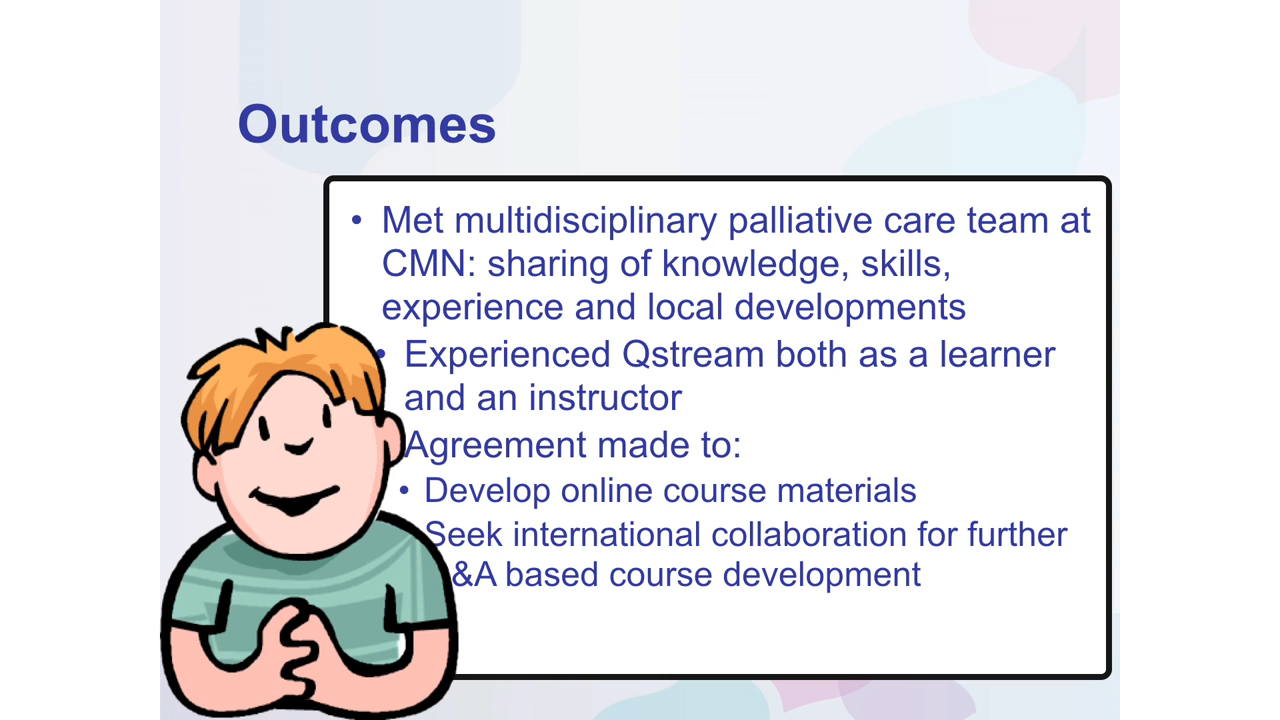 Outcomes
• Met multidisciplinary palliative care team at
CMN: sharing of knowledge, skills,
experience and local developments
• Experienced Qstream both as a learner
and an instructor
Agreement made to:
• Develop online course materials
Seek international collaboration for further
&A based course development